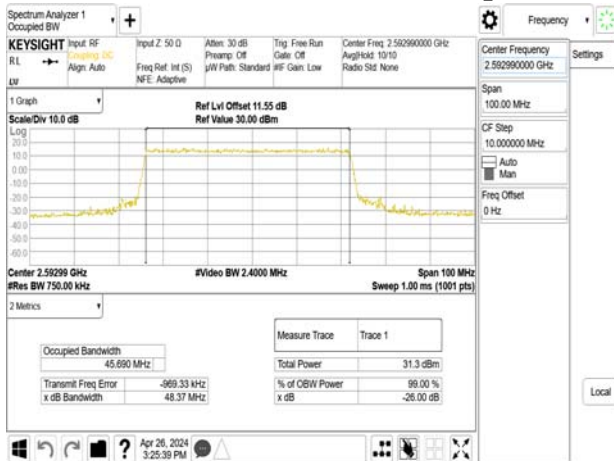 Spectrum Analyzer 1
Occupied BW
Frequency
KEYSIGHT Input: RF
RL
Coupling: DC
Align: Auto
LXI
Input Z: 50 Ω
Freq Ref: Int (S)
NFE: Adaptive
Atten: 30 dB
Preamp: Off
µW Path: Standard
Trig: Free Run
Gate: Off
#IF Gain: Low
Center Freq: 2.592990000 GHz
Avg|Hold: 10/10
Radio Std: None
1 Graph
Scale/Div 10.0 dB
Ref Lvl Offset 11.55 dB
Ref Value 30.00 dBm
Log
20.0
10.0
0.00
-10.0
-20.0
-30.0
-40.0
-50.0
-60.0
Center 2.59299 GHz
#Res BW 750.00 kHz
#Video BW 2.4000 MHz
Span 100 MHz
Sweep 1.00 ms (1001 pts)
2 Metrics
Occupied Bandwidth
45.690 MHz
Transmit Freq Error -969.33 kHz
x dB Bandwidth 48.37 MHz
Measure Trace Trace 1
Total Power 31.3 dBm
% of OBW Power 99.00 %
x dB -26.00 dB
Center Frequency
2.592990000 GHz
Settings
Span
100.00 MHz
CF Step
10.000000 MHz
Auto
Man
Freq Offset
0 Hz
Local
?
Apr 26, 2024
3:25:39 PM